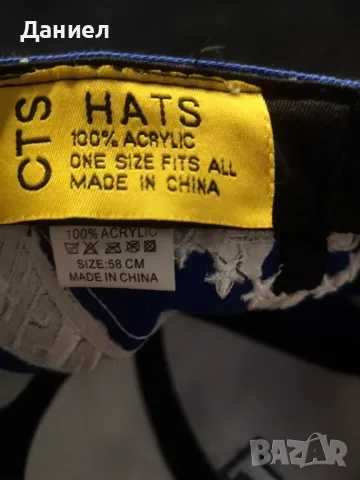 Даниел
CTS
HATS
100% ACRYLIC
ONE SIZE FITS ALL
MADE IN CHINA
100% ACRYLIC
SIZE:58 CM
MADE IN CHINA
BAZAR